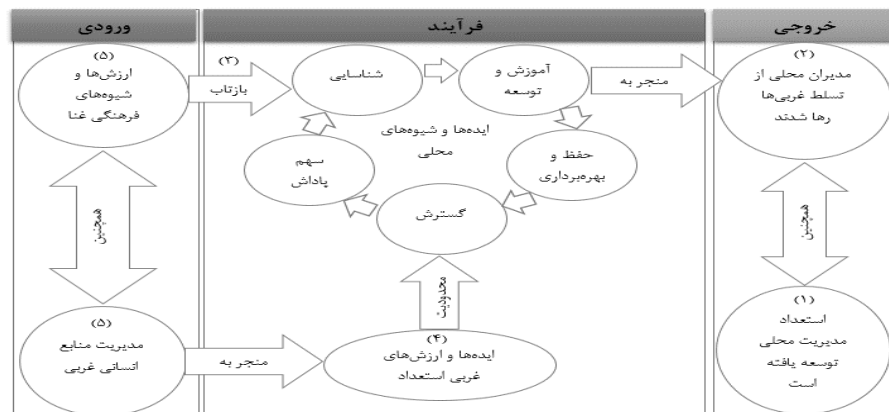 ورودی
فرآیند
خروجی
(۵)
ارزش‌ها و
شیوه‌های
فرهنگی غنا
(۳)
بازتاب
شناسایی
آموزش و
توسعه
منجر به
(۲)
مدیران محلی از
تسلط غربی‌ها
رها شدند
ایده‌ها و شیوه‌های
محلی
سهم
پاداش
حفظ و
بهره‌برداری
گسترش
همچنین
محدودیت
همچنین
(۵)
مدیریت منابع
انسانی غربی
منجر به
(۴)
ایده‌ها و ارزش‌های
غربی استعداد
(۱)
استعداد
مدیریت محلی
توسعه یافته
است